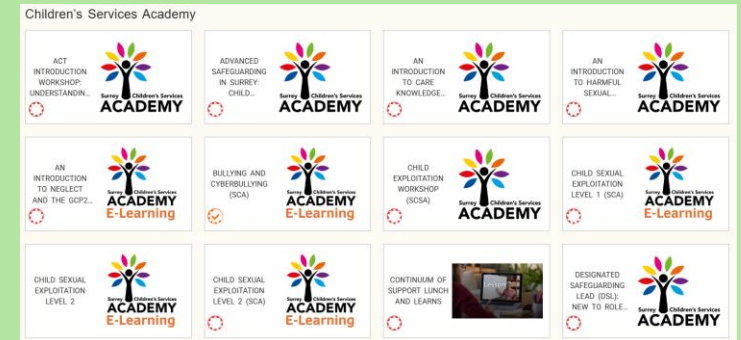 Children's Services Academy
ACT
INTRODUCTION
WORKSHOP:
UNDERSTANDIN...
Surrey Children's Services
ACADEMY
ADVANCED
SAFEGUARDING
IN SURREY:
CHILD...
Surrey Children's Services
ACADEMY
AN
INTRODUCTION
TO CARE
KNOWLEDGE...
Surrey Children's Services
ACADEMY
AN
INTRODUCTION
TO HARMFUL
SEXUAL...
Surrey Children's Services
ACADEMY
AN
INTRODUCTION
TO NEGLECT
AND THE GCP2...
Surrey Children's Services
ACADEMY
E-Learning
BULLYING AND
CYBERBULLYING
(SCA)
Surrey Children's Services
ACADEMY
E-Learning
CHILD
EXPLOITATION
WORKSHOP
(SCSA)
Surrey Children's Services
ACADEMY
CHILD SEXUAL
EXPLOITATION
LEVEL 1 (SCA)
Surrey Children's Services
ACADEMY
E-Learning
CHILD SEXUAL
EXPLOITATION
LEVEL 2
Surrey Children's Services
ACADEMY
E-Learning
CHILD SEXUAL
EXPLOITATION
LEVEL 2 (SCA)
Surrey Children's Services
ACADEMY
E-Learning
CONTINUUM OF
SUPPORT LUNCH
AND LEARNS
DESIGNATED
SAFEGUARDING
LEAD (DSL):
NEW TO ROLE...
Surrey Children's Services
ACADEMY